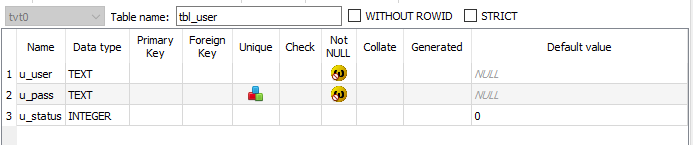 tvt0 Table name: tbl_user WITHOUT ROWID STRICT
Name Data type Primary Key Foreign Key Unique Check Not NULL Collate Generated Default value
1 u_user TEXT NULL
2 u_pass TEXT NULL
3 u_status INTEGER 0